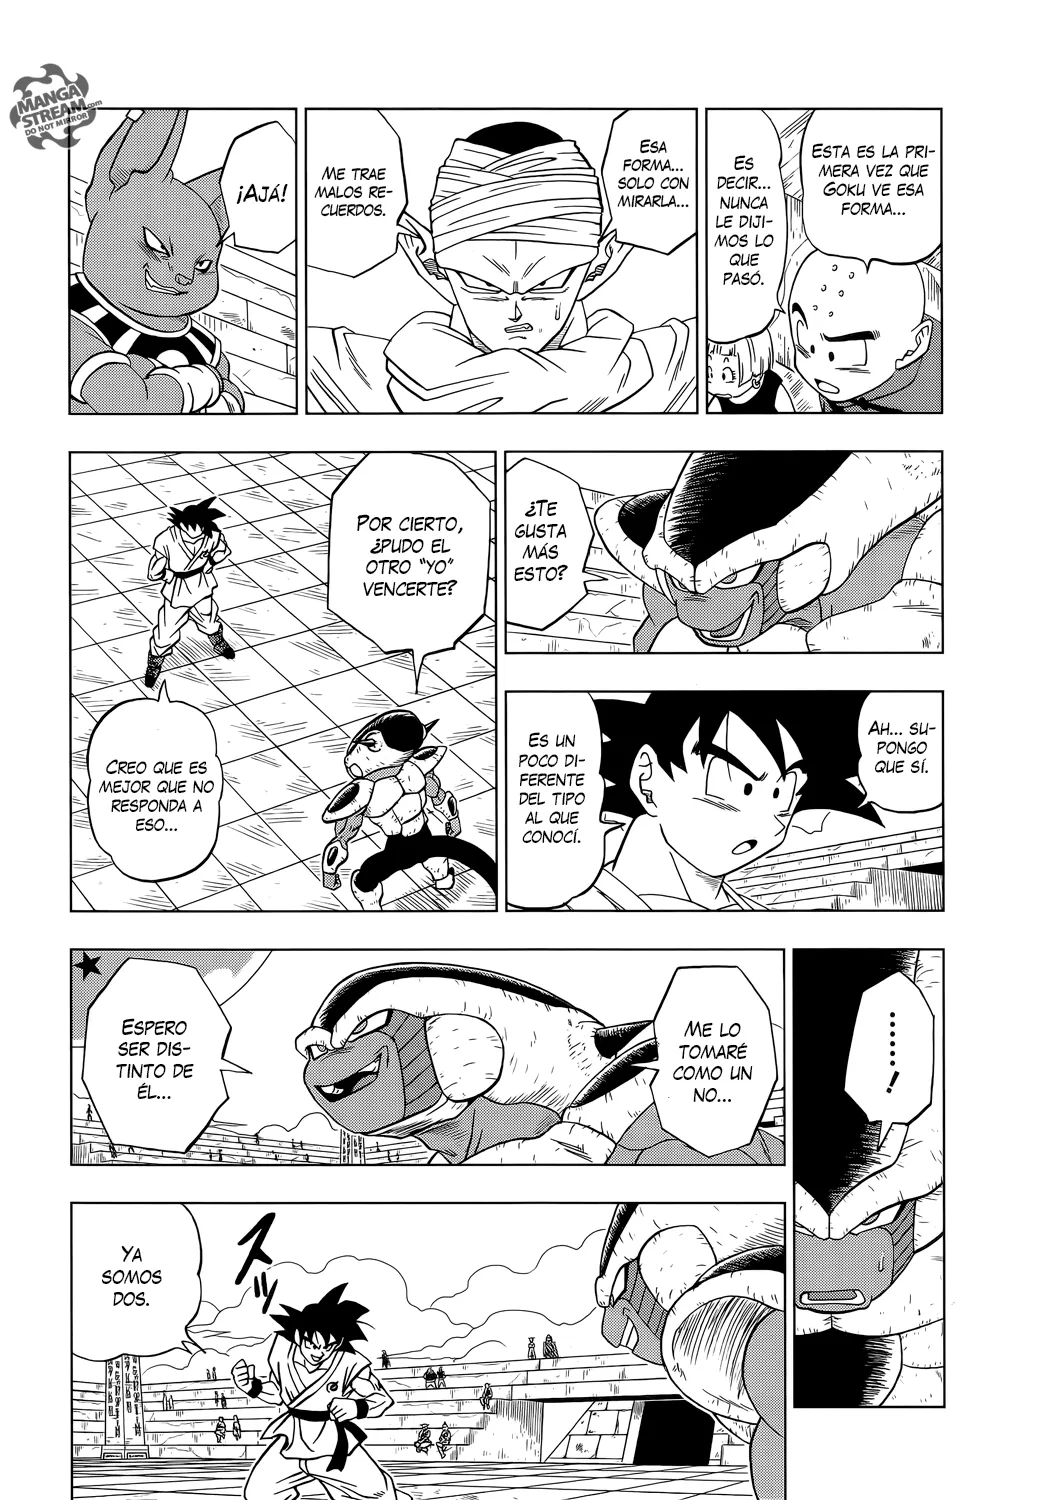 MANGA
STREAM.com
DO NOT MIRROR
ESTA ES LA PRI-
MERA VEZ QUE
GOKU VE ESA
FORMA...
ES
DECIR...
NUNCA
LE DIJI-
MOS LO
QUE
PASÓ.
ESA
FORMA...
SOLO CON
MIRARLA...
ME TRAE
MALOS RE-
CUERDOS.
¡AJÁ!
¿TE
GUSTA
MÁS
ESTO?
AH... SU-
PONGO
QUE SÍ.
ES UN
POCO DI-
FERENTE
DEL TIPO
AL QUE
CONOCÍ.
POR CIERTO,
¿PUDO EL
OTRO "YO"
VENCERTE?
CREO QUE ES
MEJOR QUE NO
RESPONDA A
ESO...
......!
ME LO
TOMARÉ
COMO UN
NO...
ESPERO
SER DIS-
TINTO DE
ÉL...
YA
SOMOS
DOS.
スッ